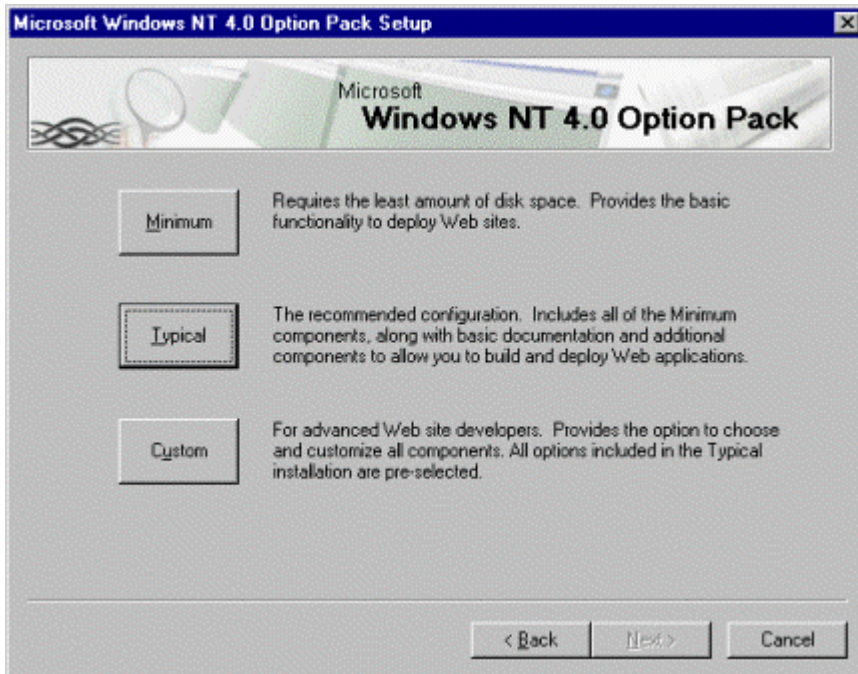 Microsoft Windows NT 4.0 Option Pack Setup
Microsoft
Windows NT 4.0 Option Pack
Minimum
Requires the least amount of disk space. Provides the basic
functionality to deploy Web sites.
Typical
The recommended configuration. Includes all of the Minimum
components, along with basic documentation and additional
components to allow you to build and deploy Web applications.
Custom
For advanced Web site developers. Provides the option to choose
and customize all components. All options included in the Typical
installation are pre-selected.
< Back
Next >
Cancel